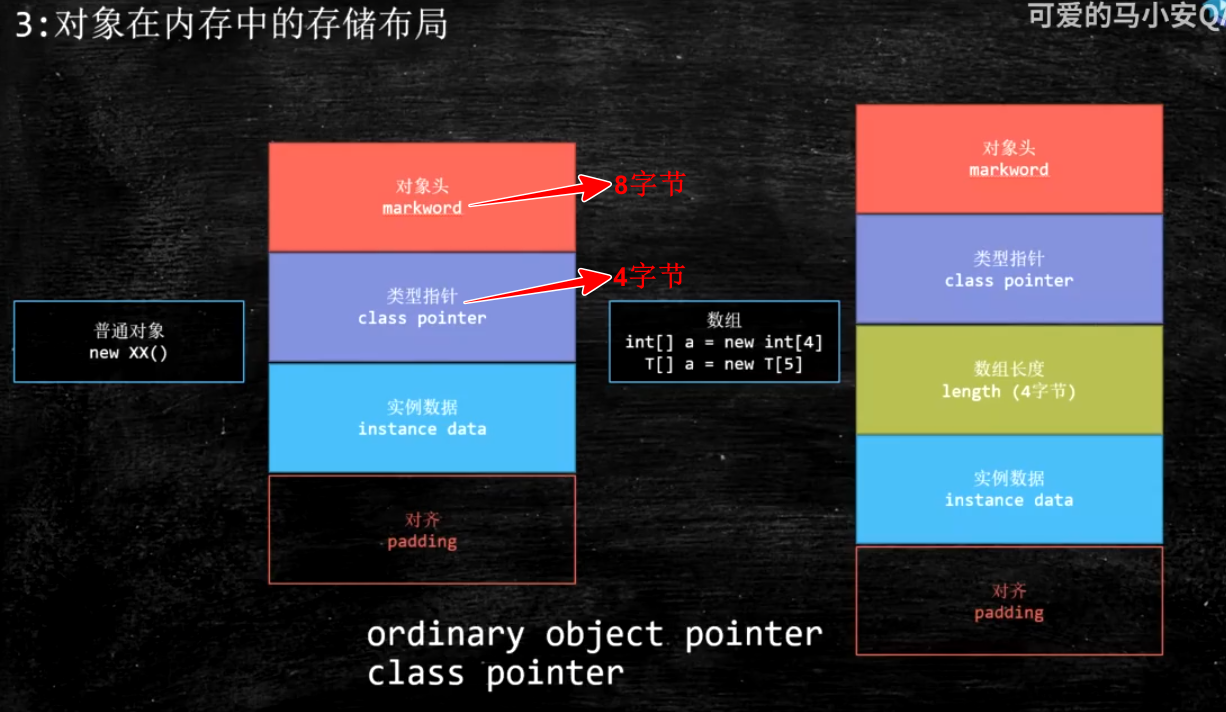 3:对象在内存中的存储布局
可爱的马小安Q
对象头
markword
8字节
类型指针
class pointer
4字节
实例数据
instance data
对齐
padding
普通对象
new XX()
数组
int[] a = new int[4]
T[] a = new T[5]
对象头
markword
类型指针
class pointer
数组长度
length (4字节)
实例数据
instance data
对齐
padding
ordinary object pointer
class pointer